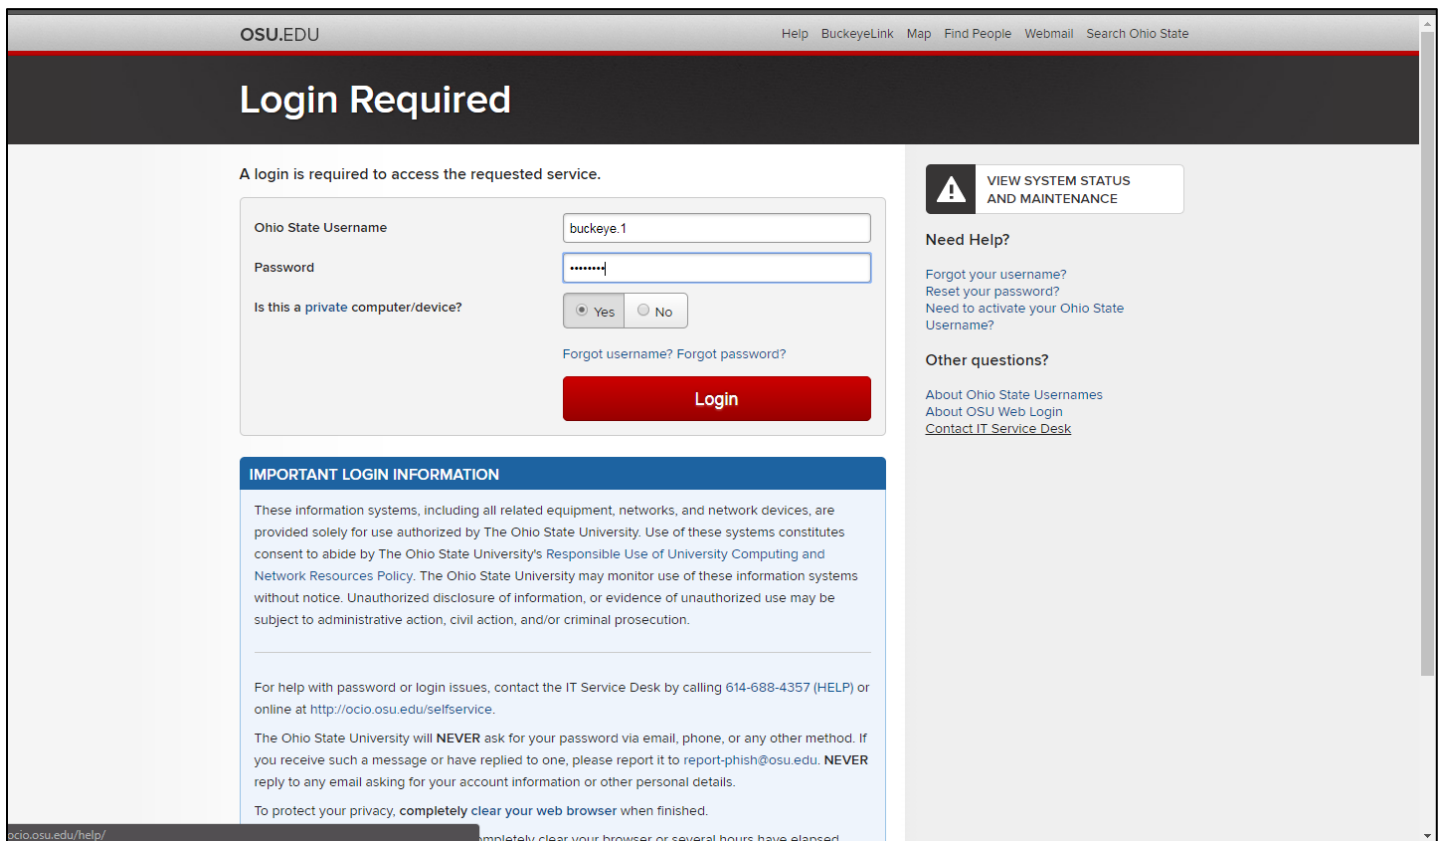 OSU.EDU
Help BuckeyeLink Map Find People Webmail Search Ohio State
Login Required
A login is required to access the requested service.
Ohio State Username
buckeye.1
Password
••••••••
Is this a private computer/device?
Yes No
Forgot username? Forgot password?
Login
IMPORTANT LOGIN INFORMATION
These information systems, including all related equipment, networks, and network devices, are
provided solely for use authorized by The Ohio State University. Use of these systems constitutes
consent to abide by The Ohio State University's Responsible Use of University Computing and
Network Resources Policy. The Ohio State University may monitor use of these information systems
without notice. Unauthorized disclosure of information, or evidence of unauthorized use may be
subject to administrative action, civil action, and/or criminal prosecution.
For help with password or login issues, contact the IT Service Desk by calling 614-688-4357 (HELP) or
online at http://ocio.osu.edu/selfservice.
The Ohio State University will NEVER ask for your password via email, phone, or any other method. If
you receive such a message or have replied to one, please report it to report-phish@osu.edu. NEVER
reply to any email asking for your account information or other personal details.
To protect your privacy, completely clear your web browser when finished.
completely clear your browser or several hours have elapsed
ocio.osu.edu/help/
VIEW SYSTEM STATUS
AND MAINTENANCE
Need Help?
Forgot your username?
Reset your password?
Need to activate your Ohio State
Username?
Other questions?
About Ohio State Usernames
About OSU Web Login
Contact IT Service Desk